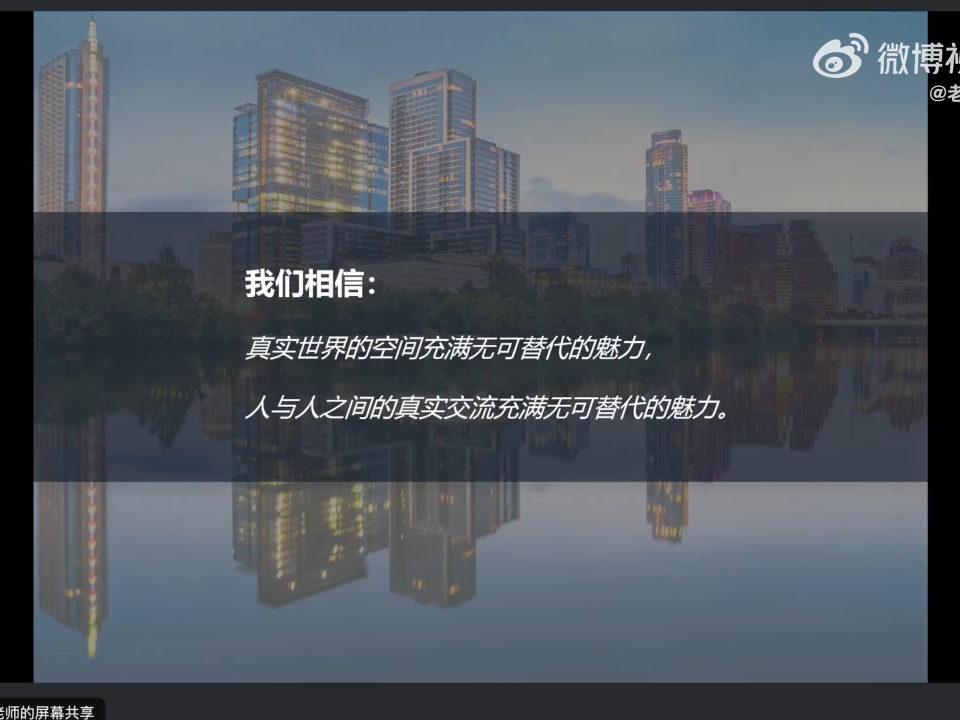 微博视
@老
我们相信：
真实世界的空间充满无可替代的魅力，
人与人之间的真实交流充满无可替代的魅力。
老师的屏幕共享